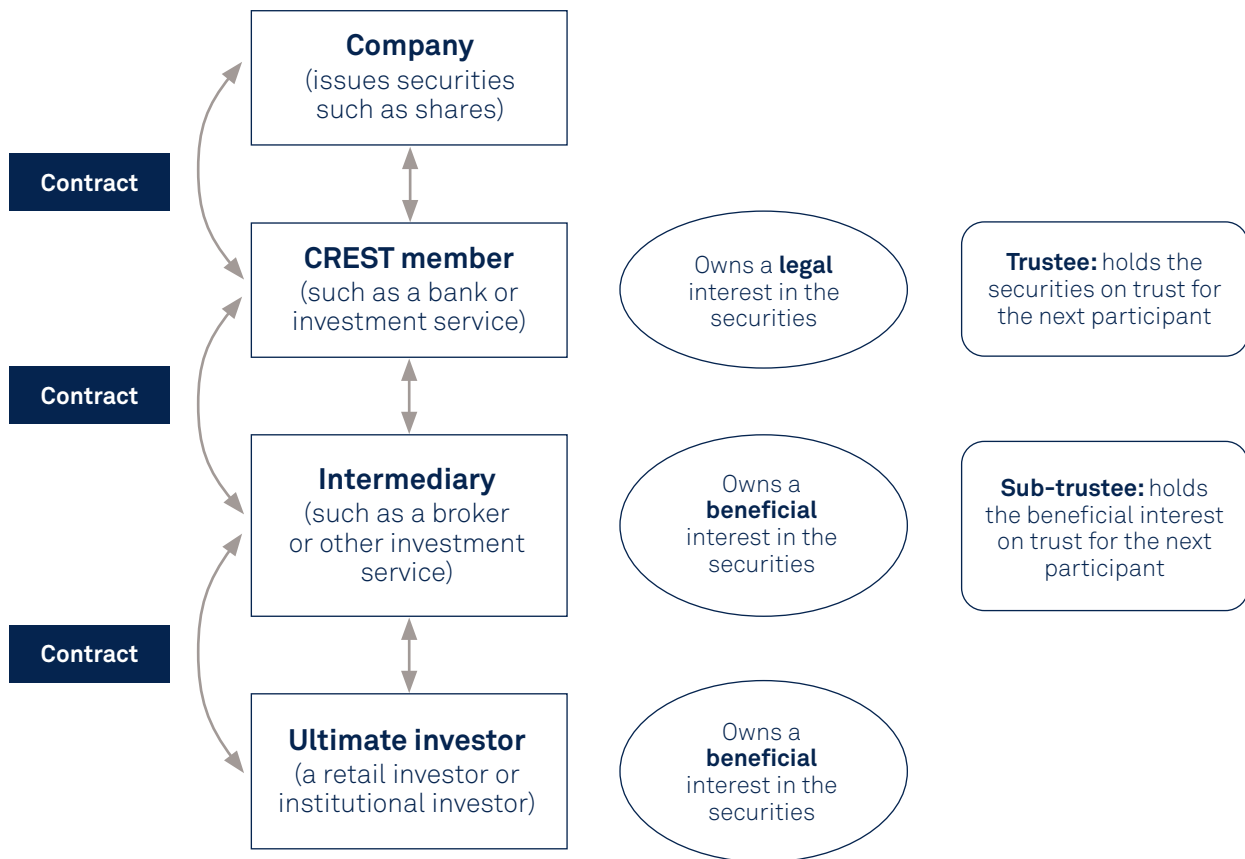 Company
(issues securities
such as shares)
Contract
CREST member
(such as a bank or
investment service)
Owns a legal
interest in the
securities
Trustee: holds the
securities on trust for
the next participant
Contract
Intermediary
(such as a broker
or other investment
service)
Owns a
beneficial
interest in the
securities
Sub-trustee: holds
the beneficial interest
on trust for the next
participant
Contract
Ultimate investor
(a retail investor or
institutional investor)
Owns a
beneficial
interest in the
securities